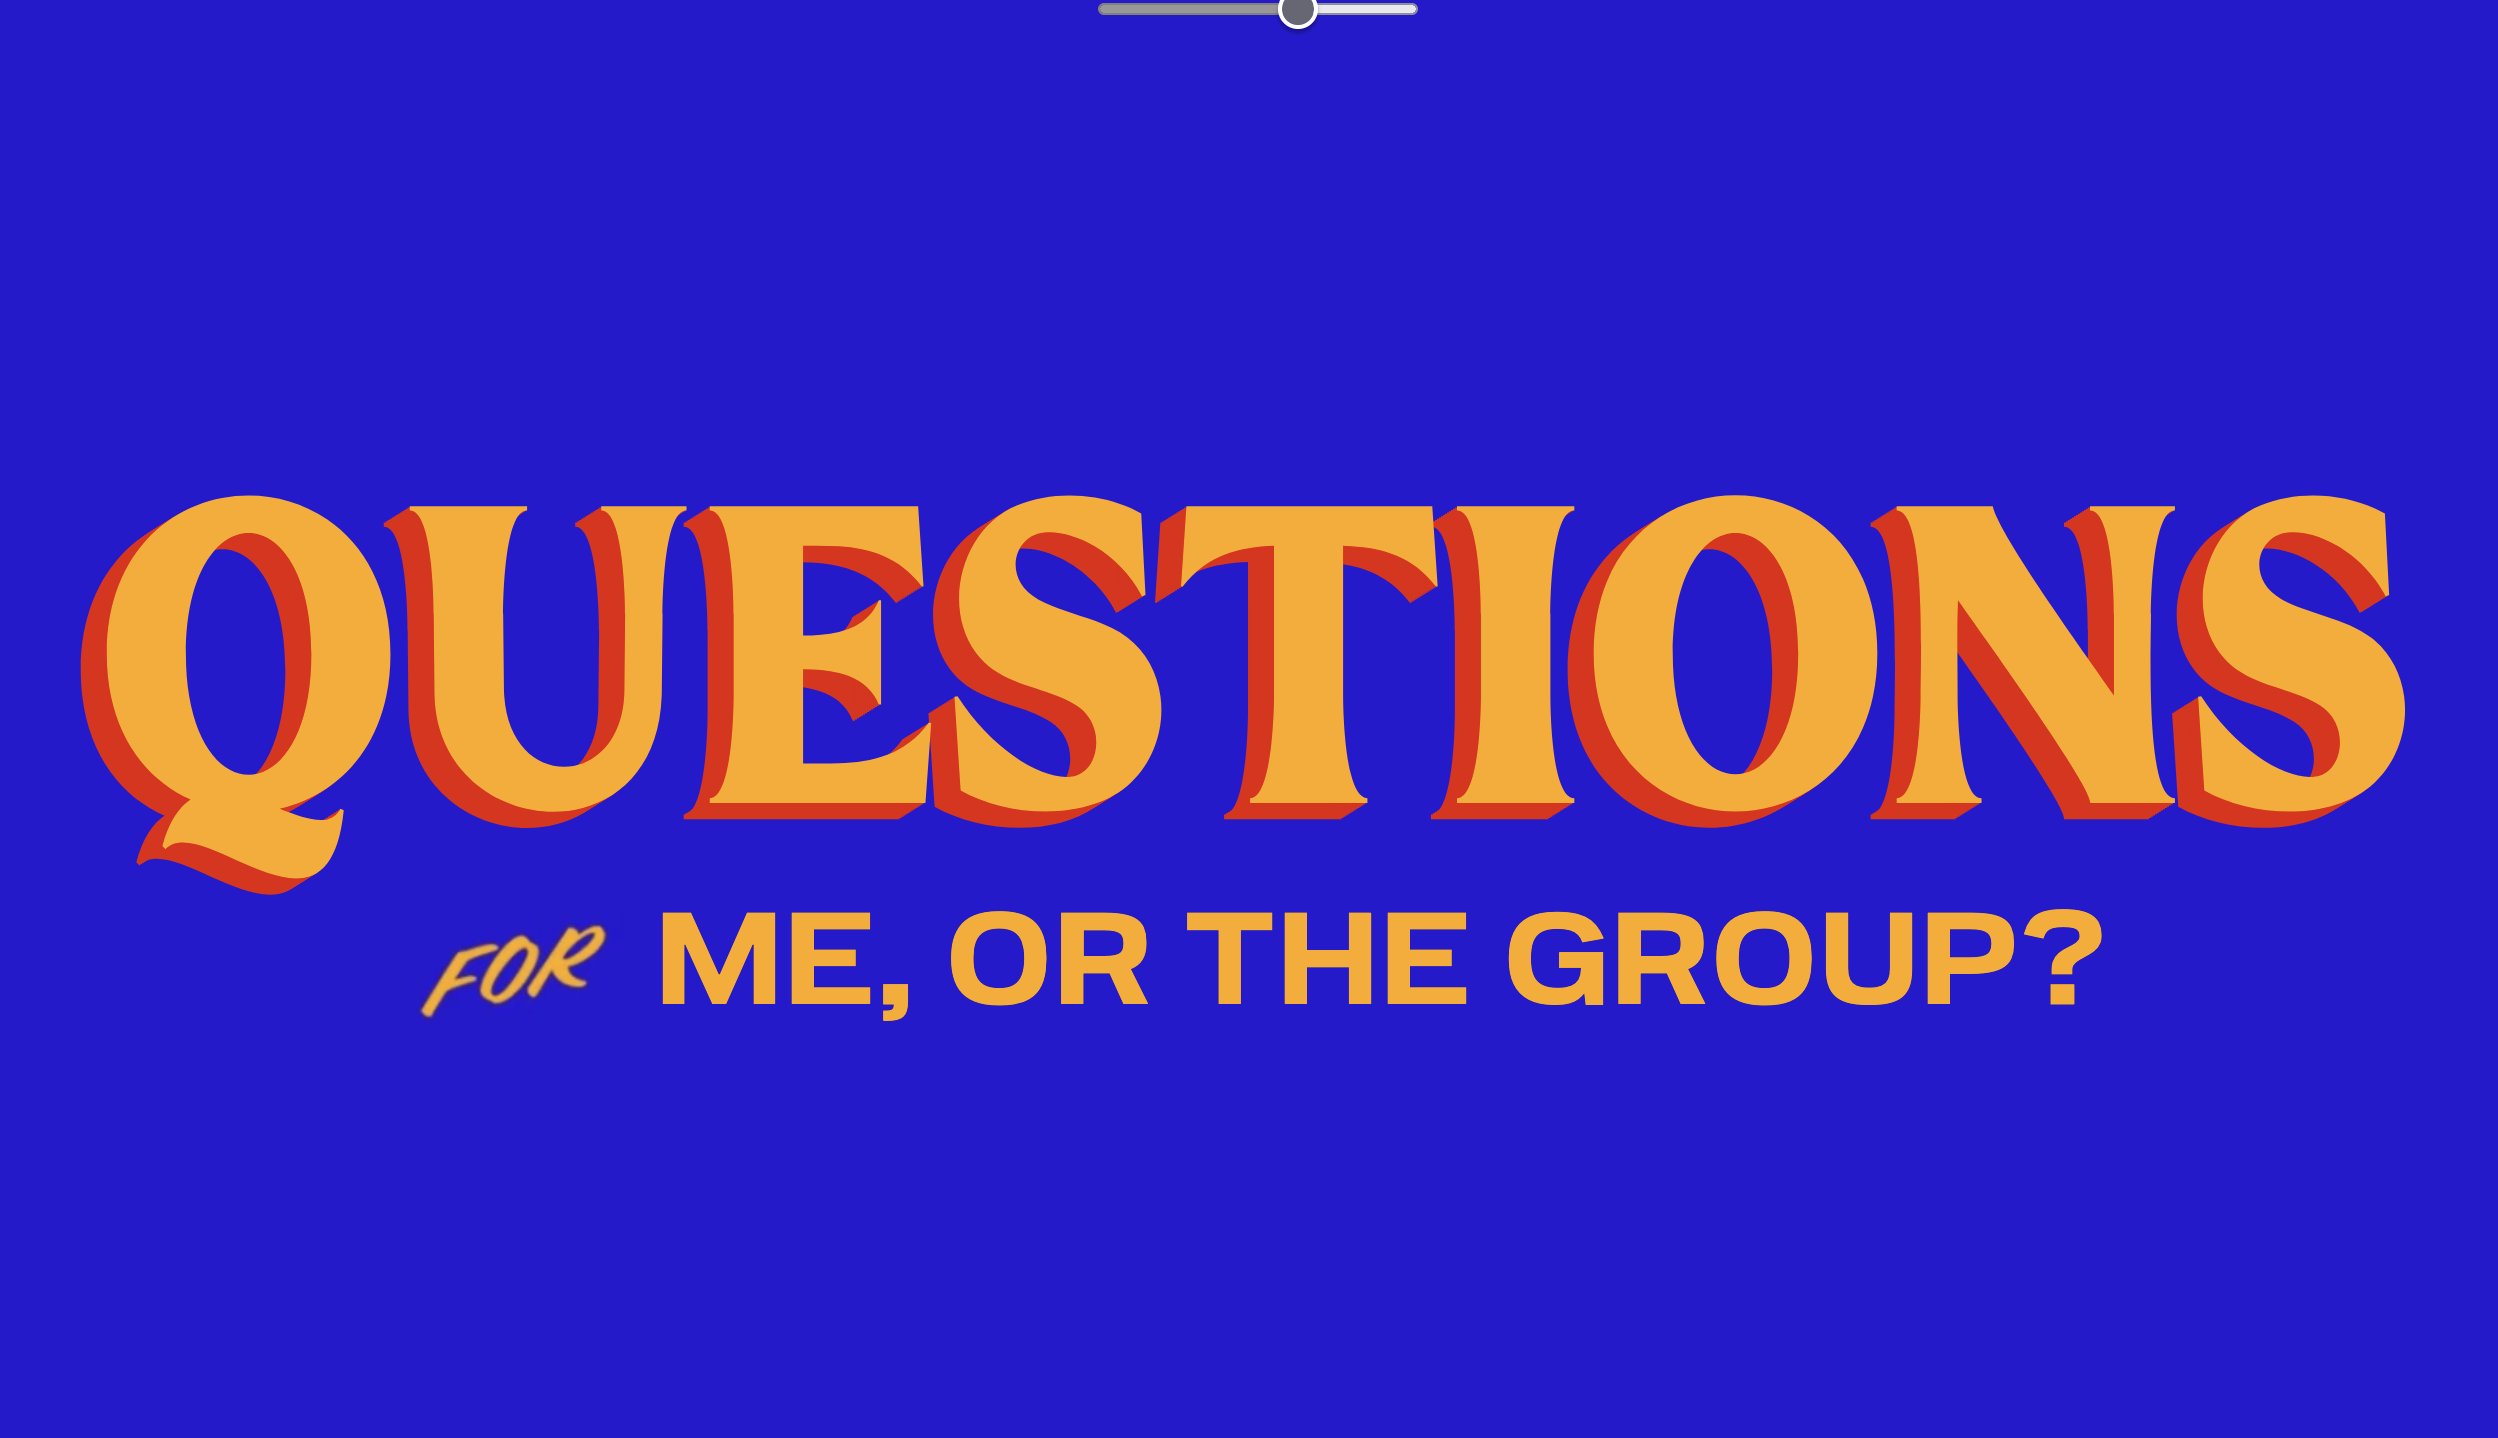 QUESTIONS
FOR ME, OR THE GROUP?